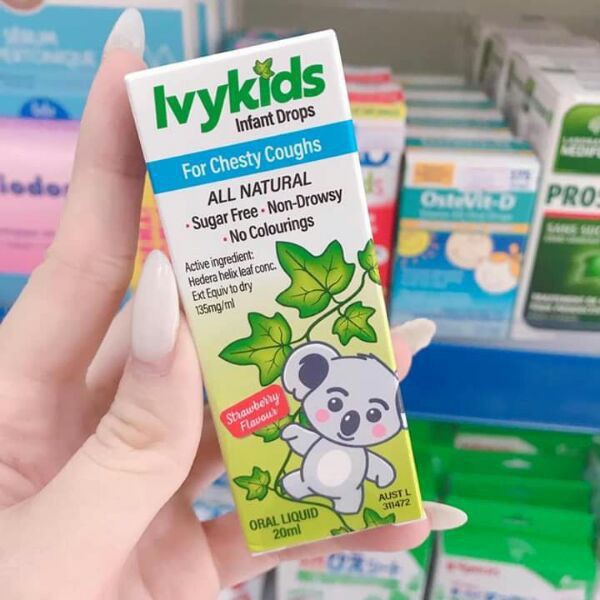 Ivykids
Infant Drops
For Chesty Coughs
ALL NATURAL
• Sugar Free • Non-Drowsy
• No Colourings
Active ingredient:
Hedera helix leaf conc.
Ext Equiv to dry
135mg/ml
Strawberry
Flavour
ORAL LIQUID
20ml
AUST L
311472
OsteVit-D